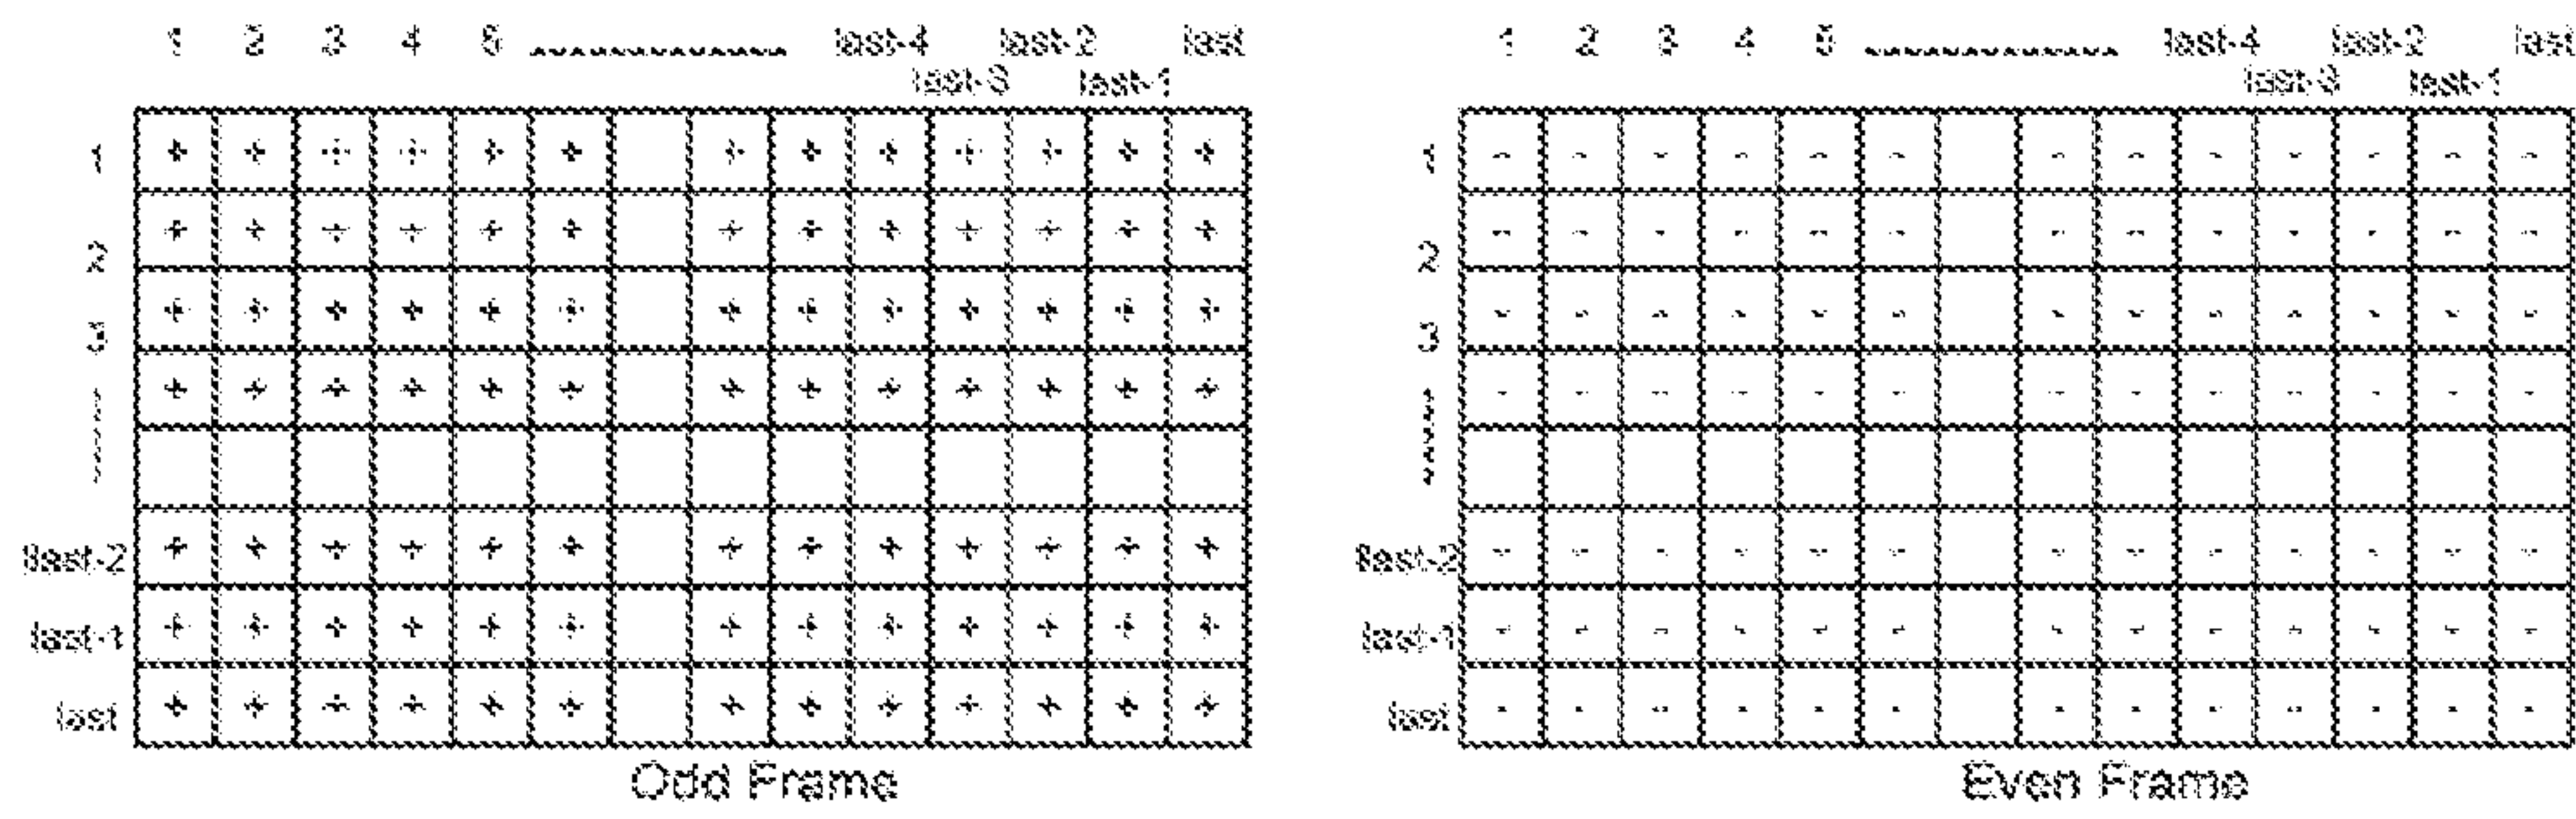 1 2 3 4 5 ............... last-4 last-2 last 1 2 3 4 5 ............... last-4 last-2 last
last-3 last-1 last-3 last-1
1 + + + + + + + + + + + + + 1 - - - - - - - - - - - - -
2 + + + + + + + + + + + + + 2 - - - - - - - - - - - - -
3 + + + + + + + + + + + + + 3 - - - - - - - - - - - - -
+ + + + + + + + + + + + + - - - - - - - - - - - - -
last-2 + + + + + + + + + + + + + last-2 - - - - - - - - - - - - -
last-1 + + + + + + + + + + + + + last-1 - - - - - - - - - - - - -
last + + + + + + + + + + + + + last - - - - - - - - - - - - -
Odd Frame Even Frame